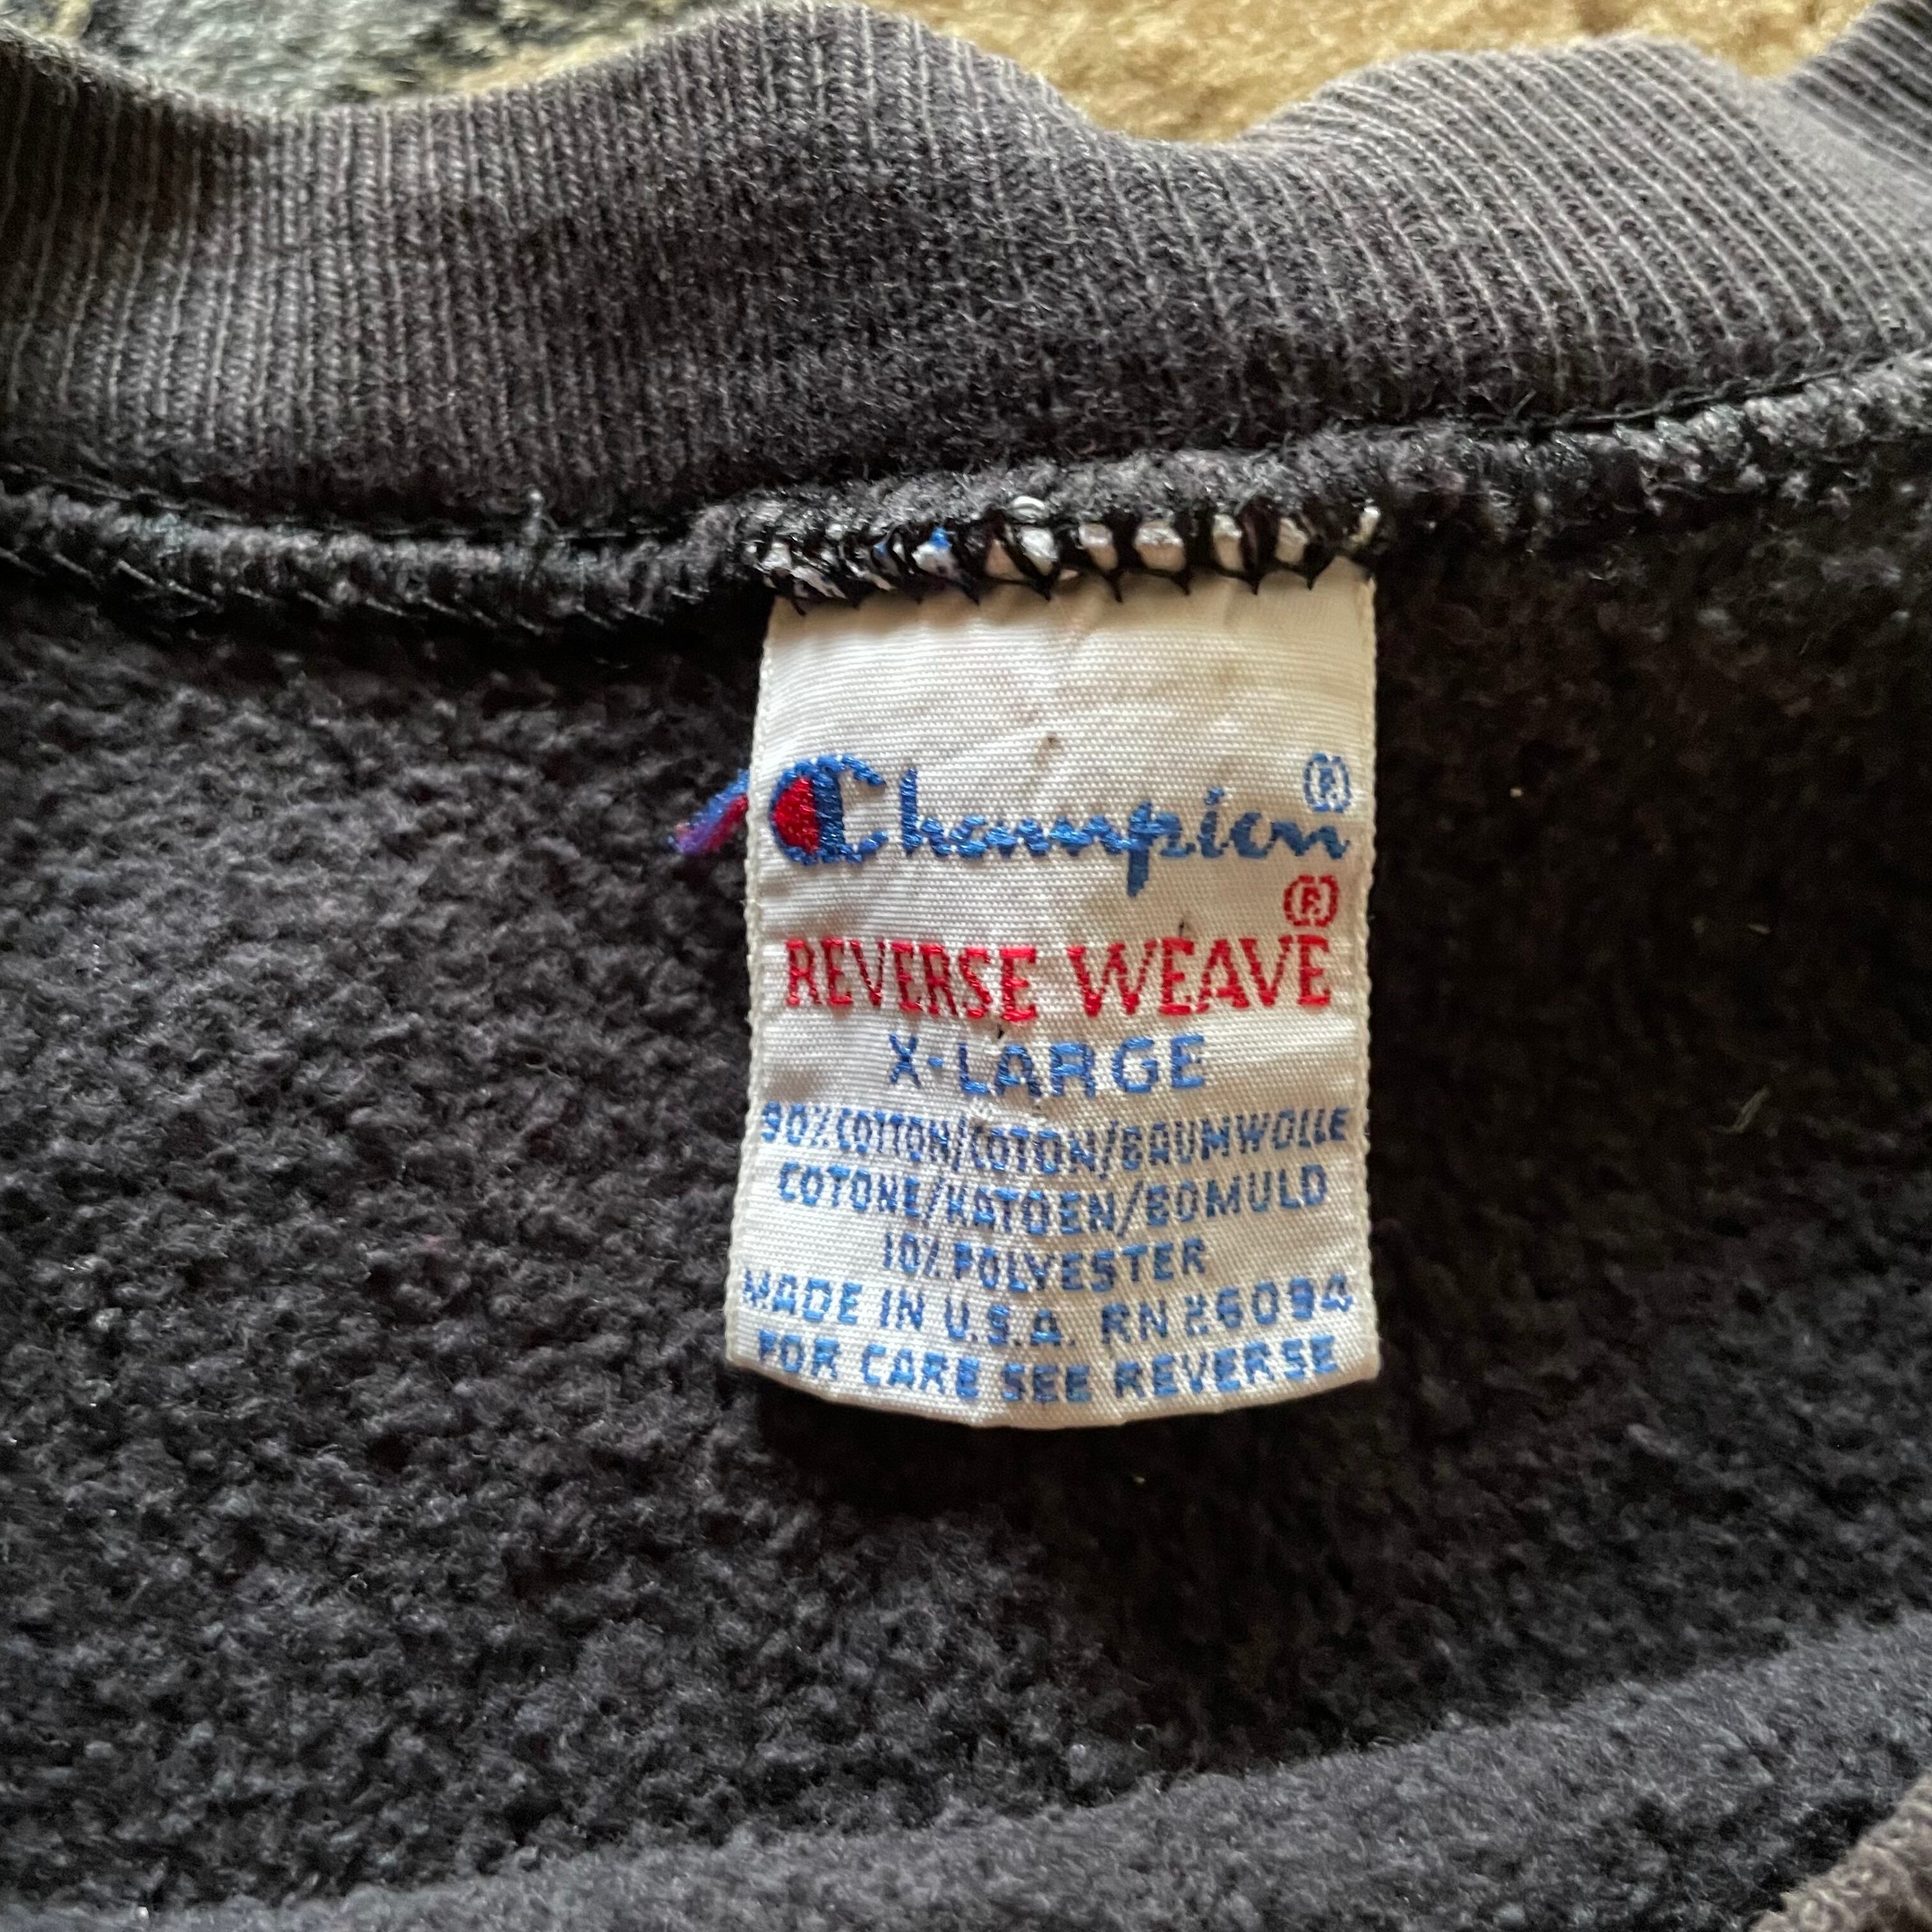 Champion®
REVERSE WEAVE®
X-LARGE
90% COTTON/COTON/BAUMWOLLE
COTONE/KATOEN/BOMULD
10% POLYESTER
MADE IN U.S.A. RN 26094
FOR CARE SEE REVERSE